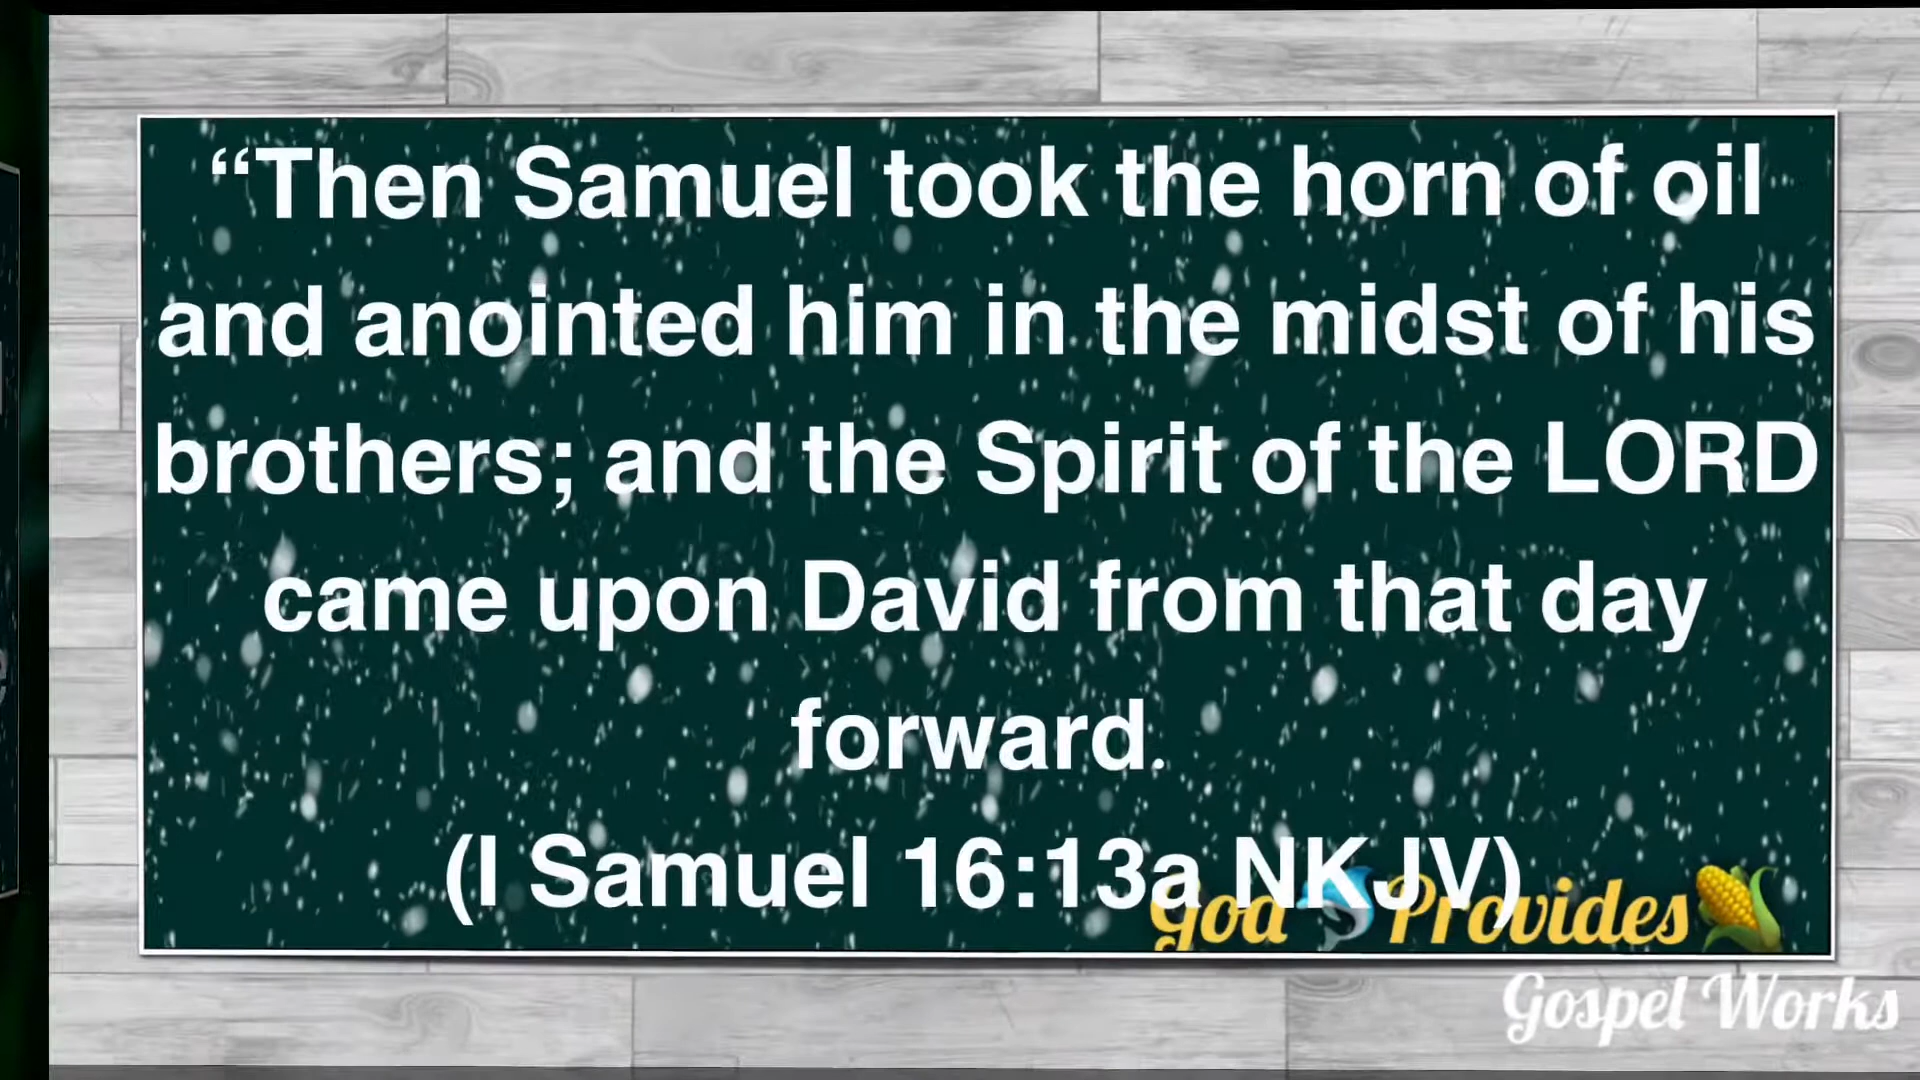 “Then Samuel took the horn of oil
and anointed him in the midst of his
brothers; and the Spirit of the LORD
came upon David from that day
forward.
(I Samuel 16:13a NKJV)
God🐬Provides🌽
Gospel Works